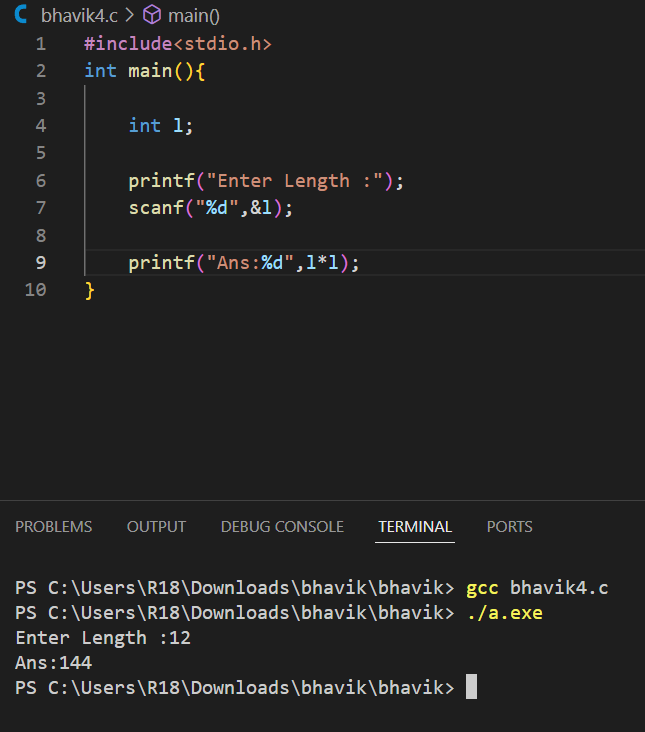 bhavik4.c > main()
1 #include<stdio.h>
2 int main(){
3
4     int l;
5
6     printf("Enter Length :");
7     scanf("%d",&l);
8
9     printf("Ans:%d",l*l);
10 }
PROBLEMS OUTPUT DEBUG CONSOLE TERMINAL PORTS
PS C:\Users\R18\Downloads\bhavik\bhavik> gcc bhavik4.c
PS C:\Users\R18\Downloads\bhavik\bhavik> ./a.exe
Enter Length :12
Ans:144
PS C:\Users\R18\Downloads\bhavik\bhavik>